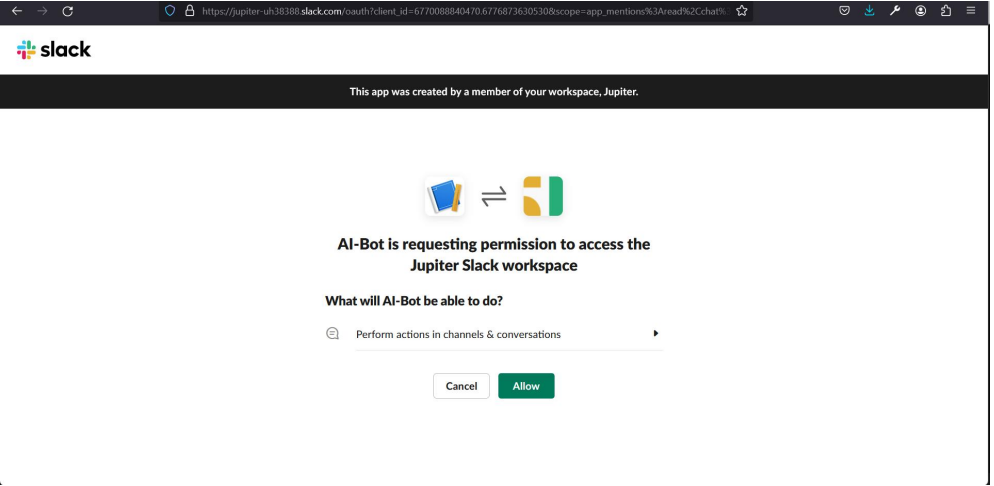 https://jupiter-uh38388.slack.com/oauth?client_id=6770088840470.6776873630530&scope=app_mentions%3Aread%2Cchat%
slack
This app was created by a member of your workspace, Jupiter.
AI-Bot is requesting permission to access the
Jupiter Slack workspace
What will AI-Bot be able to do?
Perform actions in channels & conversations
Cancel
Allow